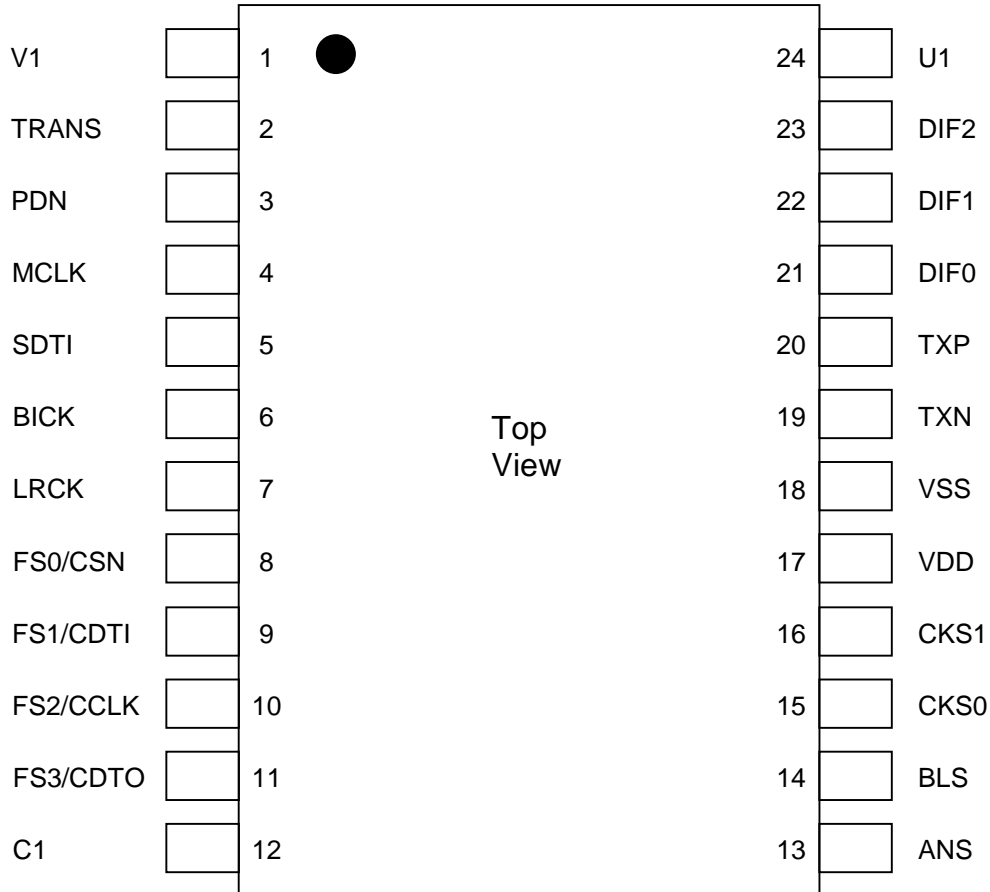 V1 1 24 U1
TRANS 2 23 DIF2
PDN 3 22 DIF1
MCLK 4 21 DIF0
SDTI 5 20 TXP
BICK 6 19 TXN
Top
View
LRCK 7 18 VSS
FS0/CSN 8 17 VDD
FS1/CDTI 9 16 CKS1
FS2/CCLK 10 15 CKS0
FS3/CDTO 11 14 BLS
C1 12 13 ANS